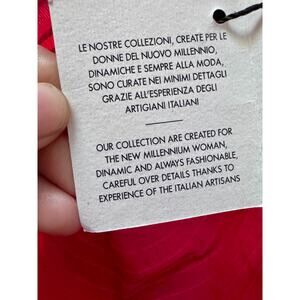 LE NOSTRE COLLEZIONI, CREATE PER LE
DONNE DEL NUOVO MILLENNIO,
DINAMICHE E SEMPRE ALLA MODA,
SONO CURATE NEI MINIMI DETTAGLI
GRAZIE ALL'ESPERIENZA DEGLI
ARTIGIANI ITALIANI
OUR COLLECTION ARE CREATED FOR
THE NEW MILLENNIUM WOMAN,
DINAMIC AND ALWAYS FASHIONABLE,
CAREFUL OVER DETAILS THANKS TO
EXPERIENCE OF THE ITALIAN ARTISANS